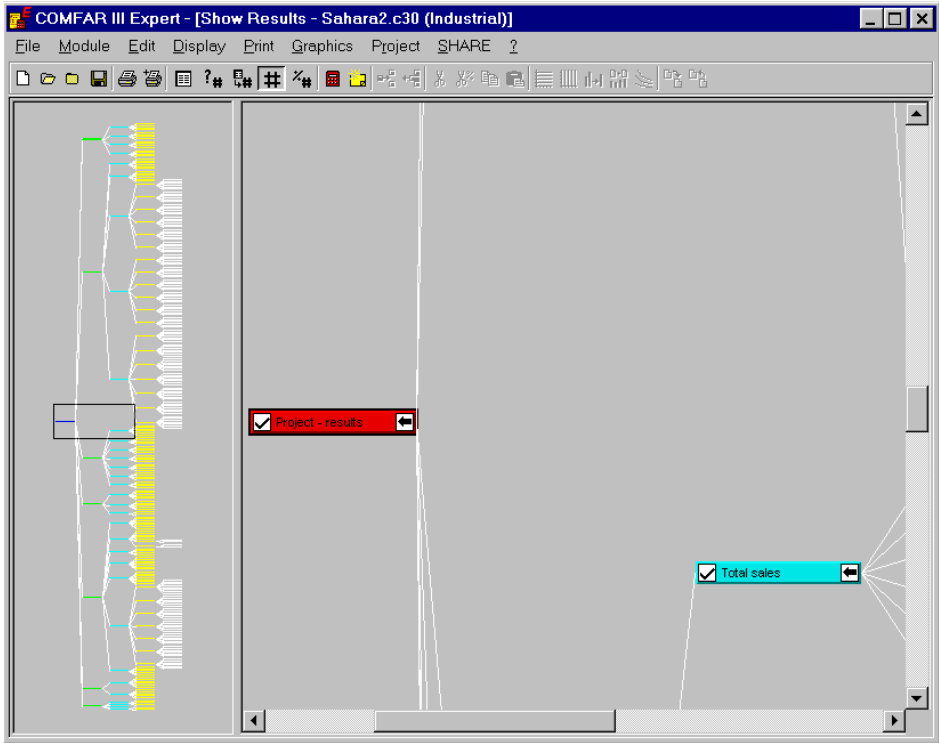 COMFAR III Expert - [Show Results - Sahara2.c30 (Industrial)]
File Module Edit Display Print Graphics Project SHARE ?
Project - results
Total sales